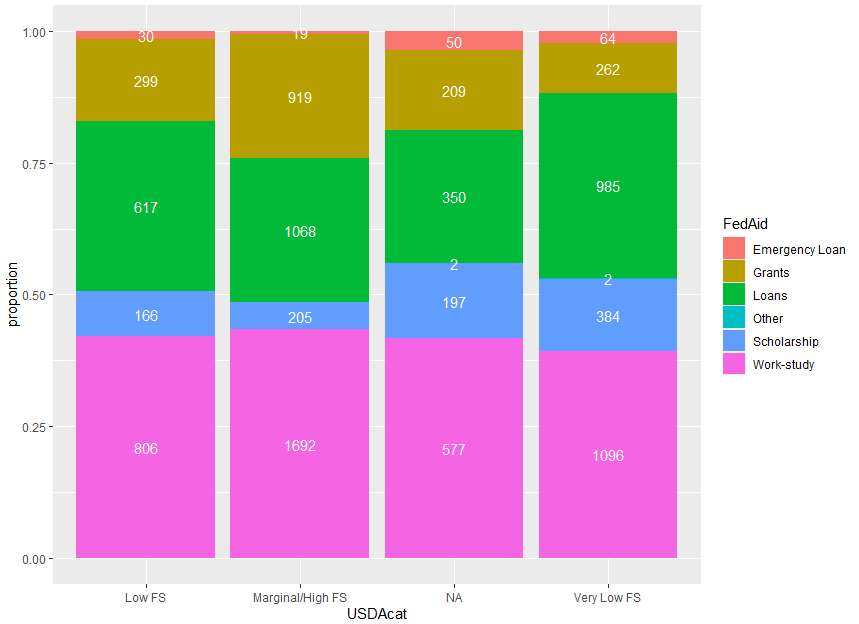 1.00
0.75
0.50
0.25
0.00
proportion
30
299
617
166
806
19
919
1068
205
1692
50
209
350
2
197
577
64
262
985
2
384
1096
Low FS
Marginal/High FS
NA
Very Low FS
USDAcat
FedAid
Emergency Loan
Grants
Loans
Other
Scholarship
Work-study